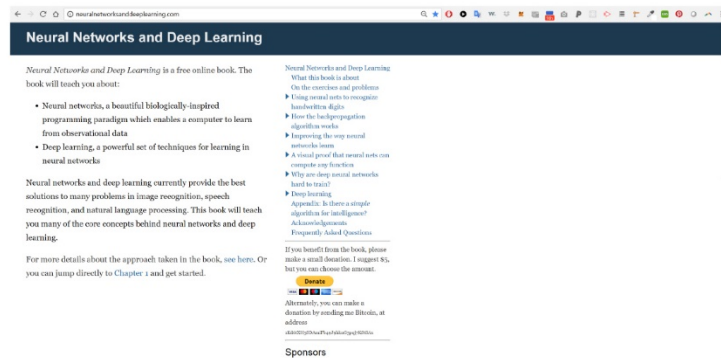 neuralnetworksanddeeplearning.com
Neural Networks and Deep Learning
Neural Networks and Deep Learning is a free online book. The
book will teach you about:
• Neural networks, a beautiful biologically-inspired
programming paradigm which enables a computer to learn
from observational data
• Deep learning, a powerful set of techniques for learning in
neural networks
Neural networks and deep learning currently provide the best
solutions to many problems in image recognition, speech
recognition, and natural language processing. This book will teach
you many of the core concepts behind neural networks and deep
learning.
For more details about the approach taken in the book, see here. Or
you can jump directly to Chapter 1 and get started.
Neural Networks and Deep Learning
What this book is about
On the exercises and problems
Using neural nets to recognize
handwritten digits
How the backpropagation
algorithm works
Improving the way neural
networks learn
A visual proof that neural nets can
compute any function
Why are deep neural networks
hard to train?
Deep learning
Appendix: Is there a simple
algorithm for intelligence?
Acknowledgements
Frequently Asked Questions
If you benefit from the book, please
make a small donation. I suggest $5,
but you can choose the amount.
Donate
Alternately, you can make a
donation by sending me Bitcoin, at
address
Sponsors